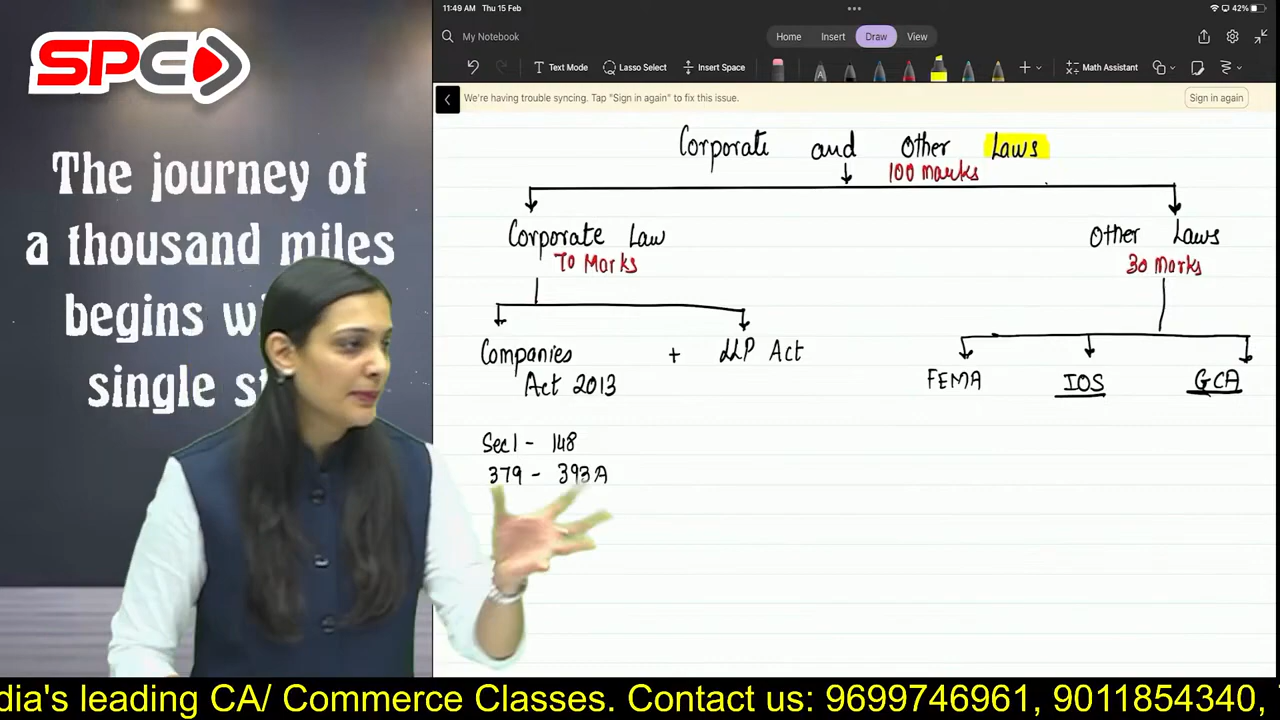 SPED
The journey of
a thousand miles
begins wi
single s
11:49 AM Thu 15 Feb
42%
My Notebook
Home Insert Draw View
Text Mode Lasso Select Insert Space Math Assistant
We're having trouble syncing. Tap "Sign in again" to fix this issue. Sign in again
Corporate and Other Laws
100 marks
Corporate Law
70 Marks
Other Laws
30 Marks
Companies + LLP Act
Act 2013
FEMA IOS GCA
Sec 1 - 148
379 - 393A
dia's leading CA/ Commerce Classes. Contact us: 9699746961, 9011854340,